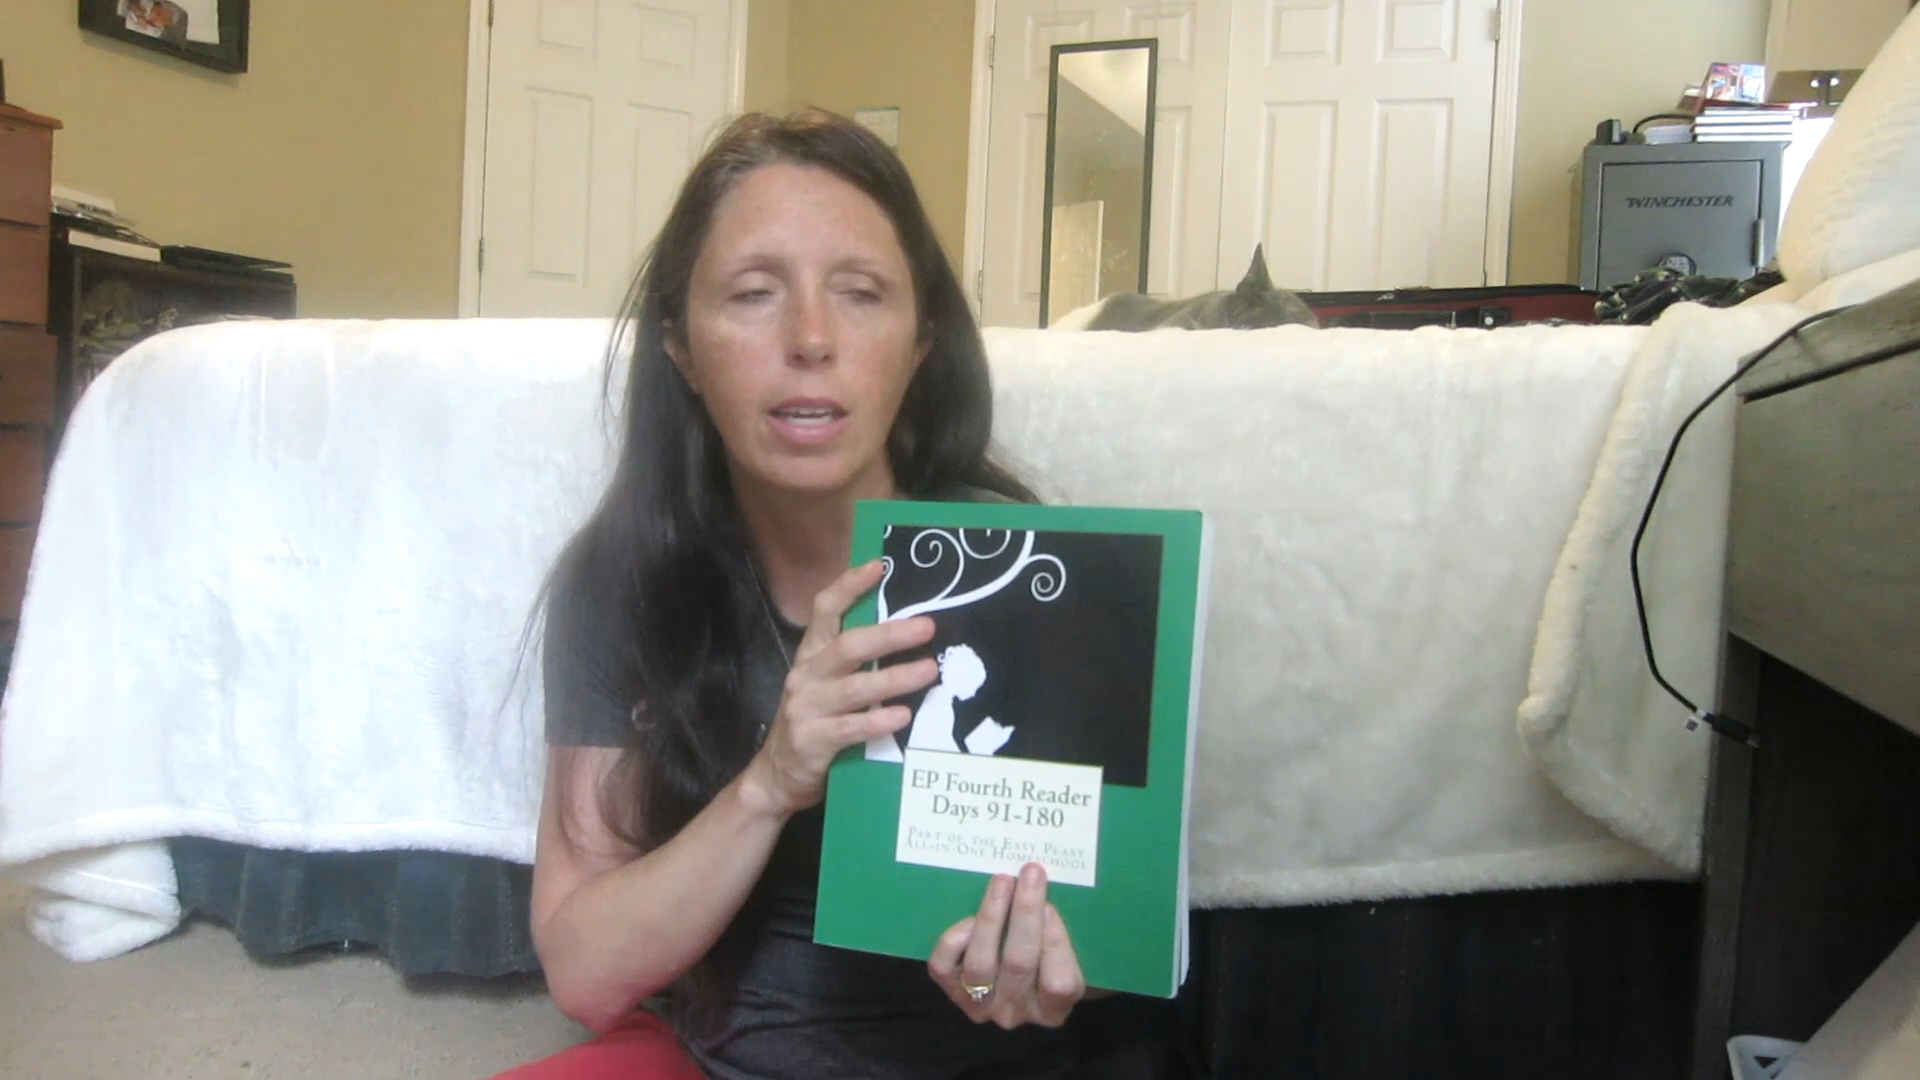 WINCHESTER
EP Fourth Reader
Days 91-180
Part of the Easy Peasy
All-in-One Homeschool